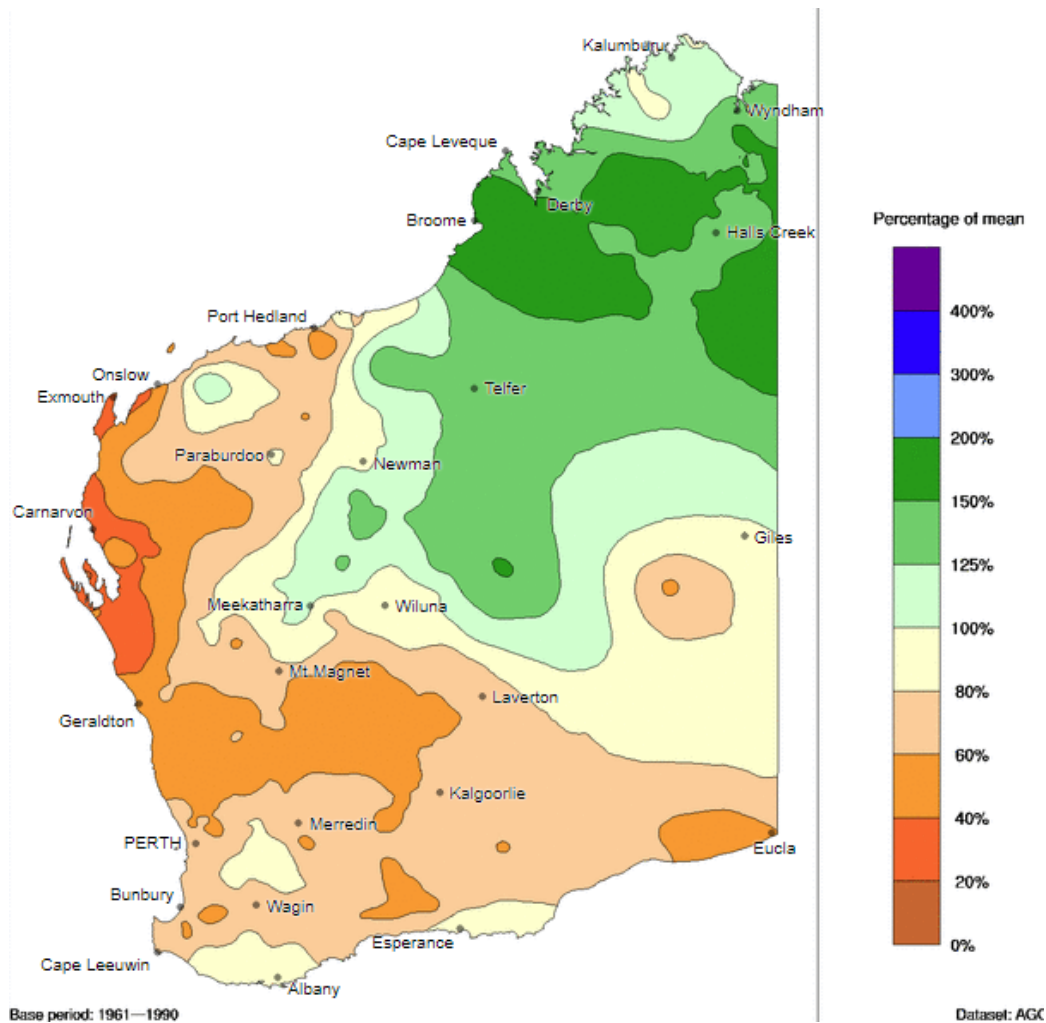 Kalumburu
Wyndham
Cape Leveque
Derby
Broome
Halls Creek
Percentage of mean
Port Hedland
400%
Onslow
Exmouth
Telfer
300%
200%
Paraburdoo
Newman
150%
Carnarvon
Giles
125%
Meekatharra
Wiluna
100%
Mt.Magnet
80%
Laverton
Geraldton
60%
Kalgoorlie
40%
Merredin
PERTH
Eucla
20%
Bunbury
Wagin
Esperance
0%
Cape Leeuwin
Albany
Base period: 1961—1990
Dataset: AGC